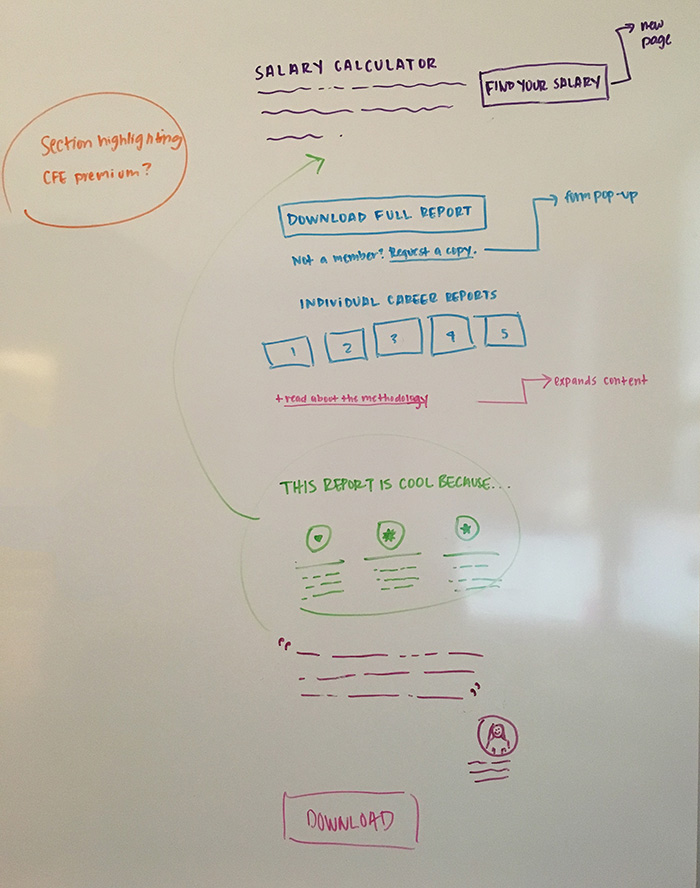 new
page
SALARY CALCULATOR
FIND YOUR SALARY
Section highlighting
CFE premium?
DOWNLOAD FULL REPORT
form pop-up
Not a member? Request a copy.
INDIVIDUAL CAREER REPORTS
1 2 3 4 5
+ read about the methodology
expands content
THIS REPORT IS COOL BECAUSE...
DOWNLOAD